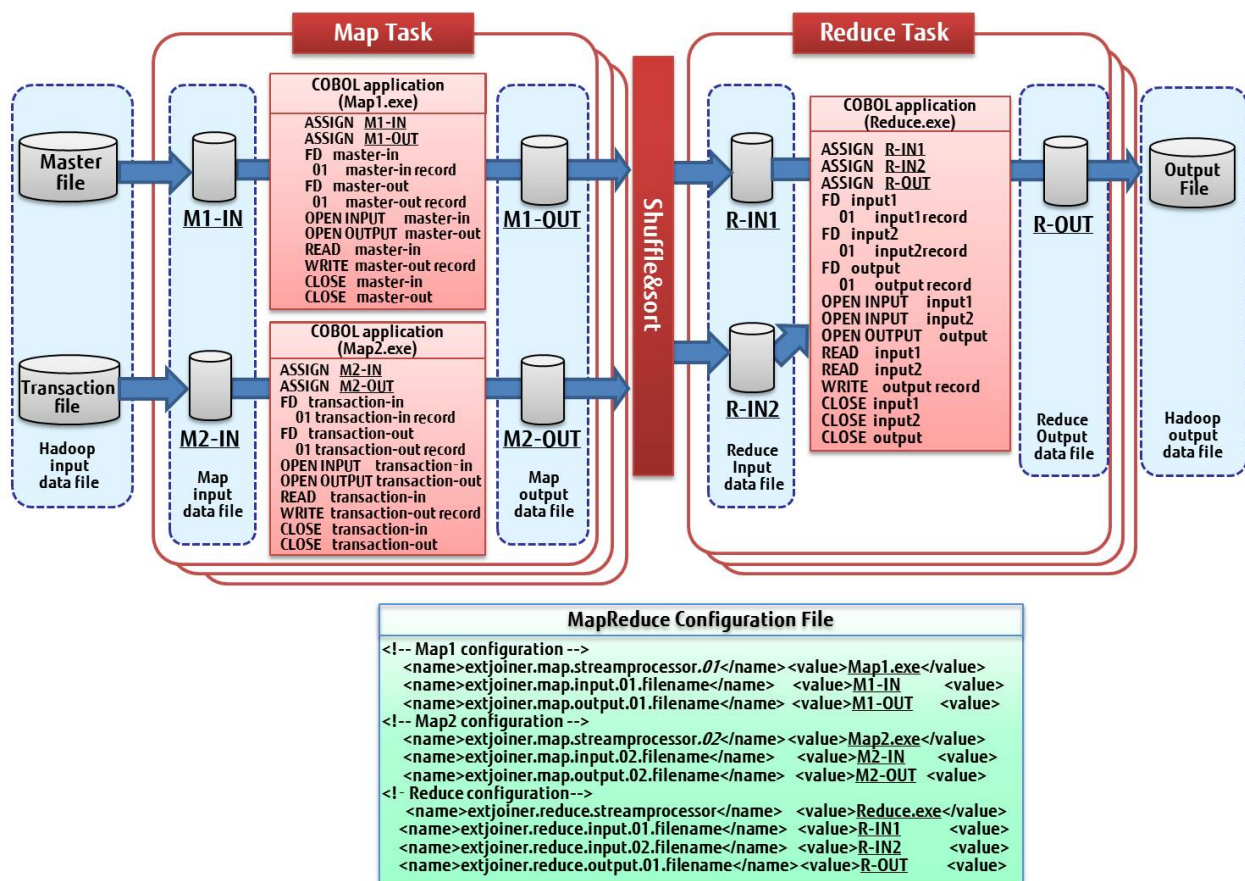 Map Task
Reduce Task
Master
file
Transaction
file
Hadoop
input
data file
M1-IN
M2-IN
Map
input
data file
COBOL application
(Map1.exe)
ASSIGN M1-IN
ASSIGN M1-OUT
FD master-in
01 master-in record
FD master-out
01 master-out record
OPEN INPUT master-in
OPEN OUTPUT master-out
READ master-in
WRITE master-out record
CLOSE master-in
CLOSE master-out
COBOL application
(Map2.exe)
ASSIGN M2-IN
ASSIGN M2-OUT
FD transaction-in
01 transaction-in record
FD transaction-out
01 transaction-out record
OPEN INPUT transaction-in
OPEN OUTPUT transaction-out
READ transaction-in
WRITE transaction-out record
CLOSE transaction-in
CLOSE transaction-out
M1-OUT
M2-OUT
Map
output
data file
Shuffle&sort
R-IN1
R-IN2
Reduce
Input
data file
COBOL application
(Reduce.exe)
ASSIGN R-IN1
ASSIGN R-IN2
ASSIGN R-OUT
FD input1
01 input1record
FD input2
01 input2record
FD output
01 output record
OPEN INPUT input1
OPEN INPUT input2
OPEN OUTPUT output
READ input1
READ input2
WRITE output record
CLOSE input1
CLOSE input2
CLOSE output
R-OUT
Reduce
Output
data file
Output
File
Hadoop
output
data file
MapReduce Configuration File
<!-- Map1 configuration -->
<name>extjoiner.map.streamprocessor.01</name><value>Map1.exe</value>
<name>extjoiner.map.input.01.filename</name> <value>M1-IN <value>
<name>extjoiner.map.output.01.filename</name> <value>M1-OUT <value>
<!-- Map2 configuration -->
<name>extjoiner.map.streamprocessor.02</name><value>Map2.exe</value>
<name>extjoiner.map.input.02.filename</name> <value>M2-IN <value>
<name>extjoiner.map.output.02.filename</name> <value>M2-OUT <value>
<!- Reduce configuration-->
<name>extjoiner.reduce.streamprocessor</name> <value>Reduce.exe</value>
<name>extjoiner.reduce.input.01.filename</name> <value>R-IN1 <value>
<name>extjoiner.reduce.input.02.filename</name> <value>R-IN2 <value>
<name>extjoiner.reduce.output.01.filename</name><value>R-OUT <value>